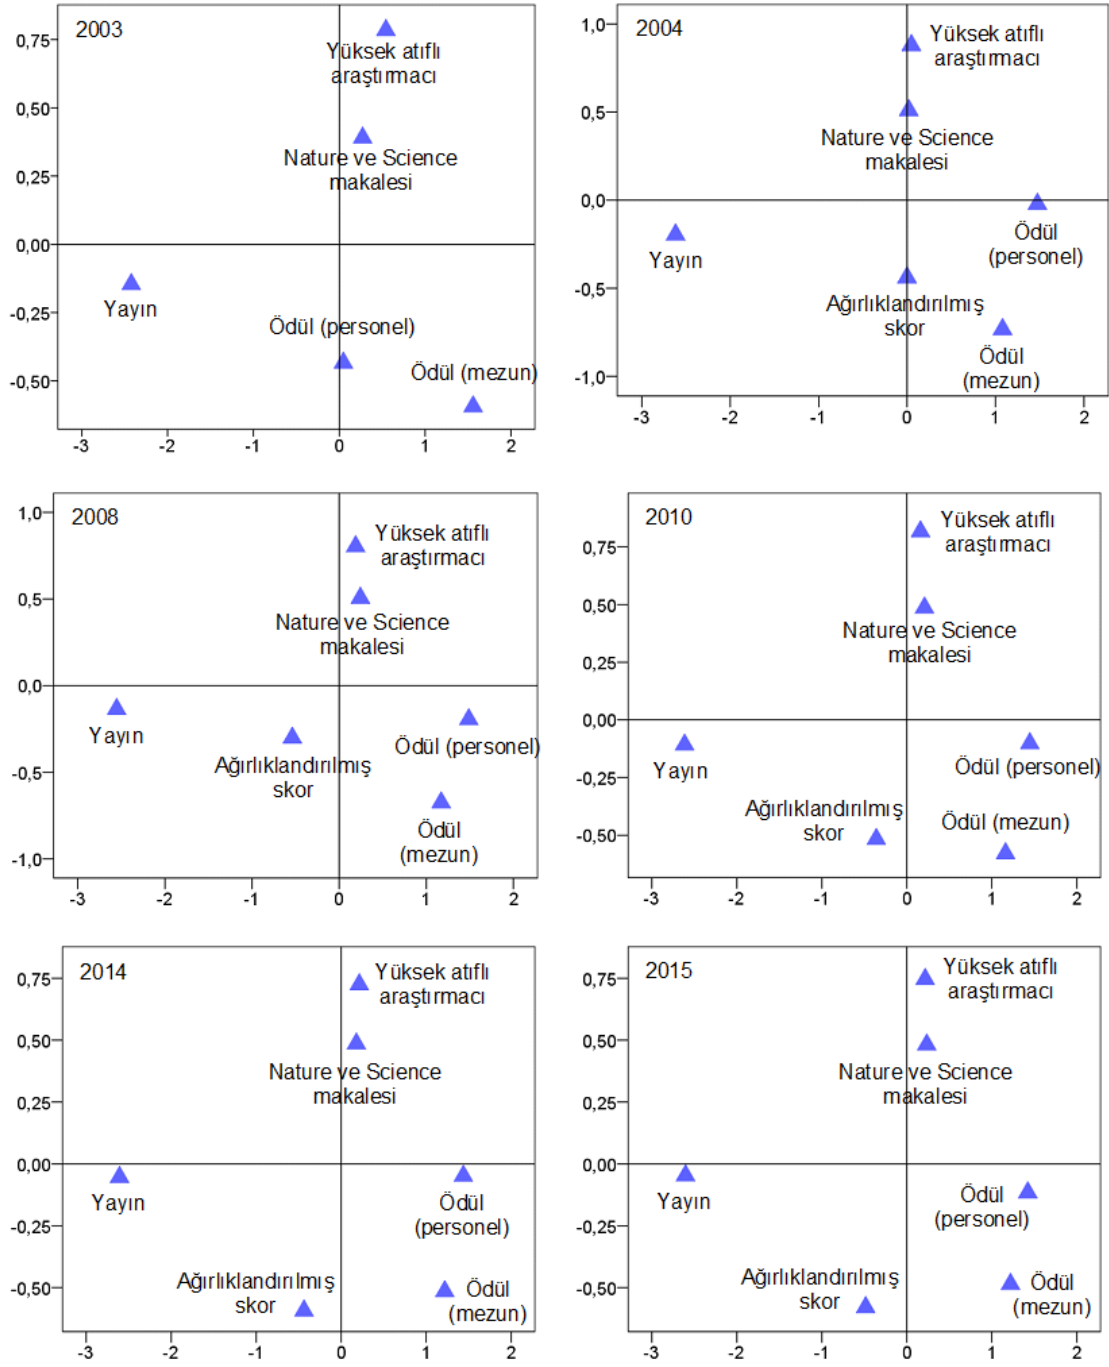 2003
0,75
0,50
0,25
0,00
-0,25
-0,50
-3
-2
-1
0
1
2
Yüksek atıflı
araştırmacı
Nature ve Science
makalesi
Yayın
Ödül (personel)
Ödül (mezun)
2004
1,0
0,5
0,0
-0,5
-1,0
-3
-2
-1
0
1
2
Yüksek atıflı
araştırmacı
Nature ve Science
makalesi
Yayın
Ödül
(personel)
Ağırlıklandırılmış
skor
Ödül
(mezun)
2008
1,0
0,5
0,0
-0,5
-1,0
-3
-2
-1
0
1
2
Yüksek atıflı
araştırmacı
Nature ve Science
makalesi
Yayın
Ağırlıklandırılmış
skor
Ödül (personel)
Ödül
(mezun)
2010
0,75
0,50
0,25
0,00
-0,25
-0,50
-3
-2
-1
0
1
2
Yüksek atıflı
araştırmacı
Nature ve Science
makalesi
Yayın
Ödül (personel)
Ağırlıklandırılmış
skor
Ödül (mezun)
2014
0,75
0,50
0,25
0,00
-0,25
-0,50
-3
-2
-1
0
1
2
Yüksek atıflı
araştırmacı
Nature ve Science
makalesi
Yayın
Ödül
(personel)
Ağırlıklandırılmış
skor
Ödül
(mezun)
2015
0,75
0,50
0,25
0,00
-0,25
-0,50
-3
-2
-1
0
1
2
Yüksek atıflı
araştırmacı
Nature ve Science
makalesi
Yayın
Ödül
(personel)
Ağırlıklandırılmış
skor
Ödül
(mezun)